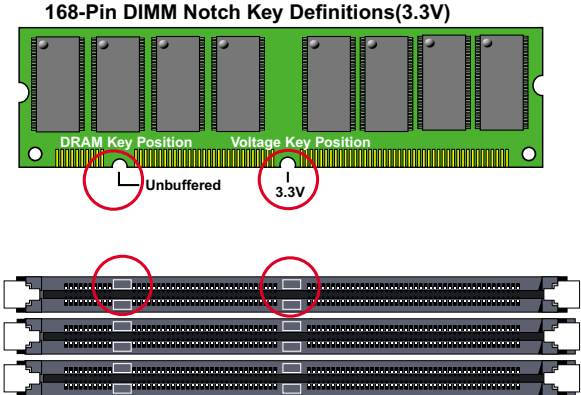 168-Pin DIMM Notch Key Definitions(3.3V)
DRAM Key Position Voltage Key Position
Unbuffered
3.3V